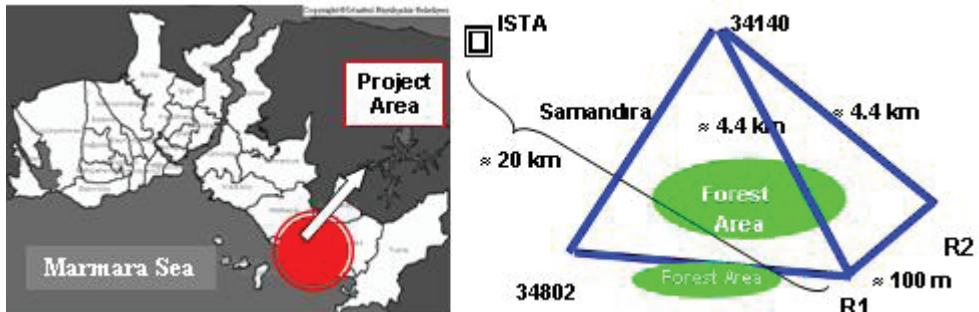 Copyright©İstanbul Büyükşehir Belediyesi
Project
Area
Marmara Sea
ISTA
34140
Samandıra
≈ 4.4 km
≈ 4.4 km
≈ 20 km
Forest
Area
R2
Forest Area
≈ 100 m
34802
R1